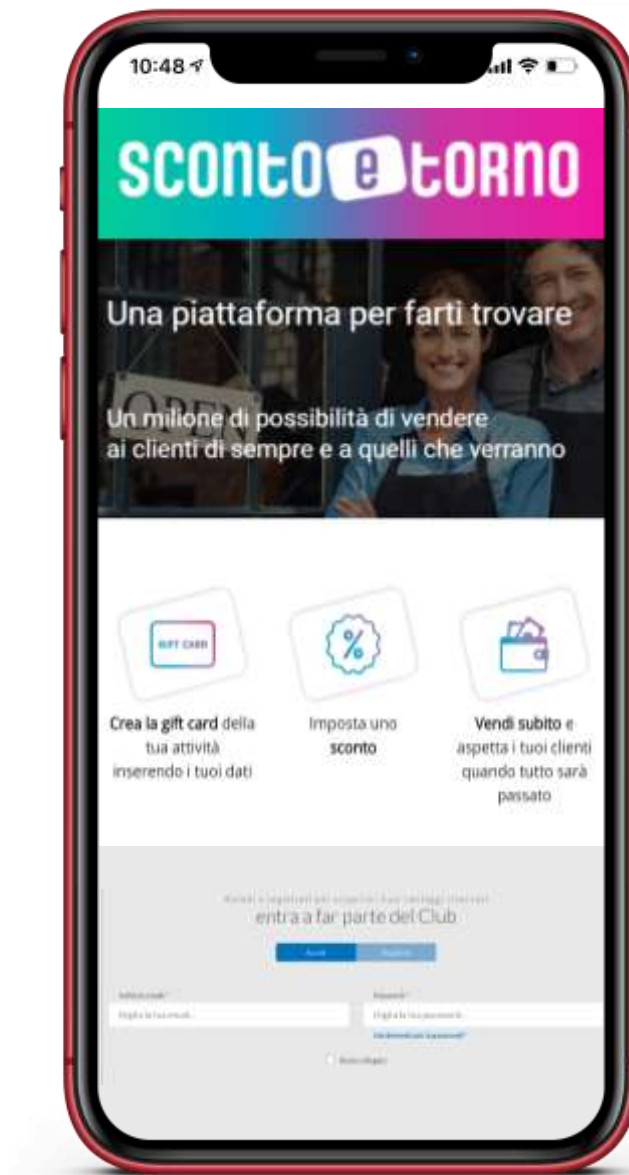 10:48
sconto e torno
Una piattaforma per farti trovare
OPEN
Un milione di possibilità di vendere
ai clienti di sempre e a quelli che verranno
GIFT CARD
%
Crea la gift card della
tua attività
inserendo i tuoi dati
Imposta uno
sconto
Vendi subito e
aspetta i tuoi clienti
quando tutto sarà
passato
entra a far parte del Club